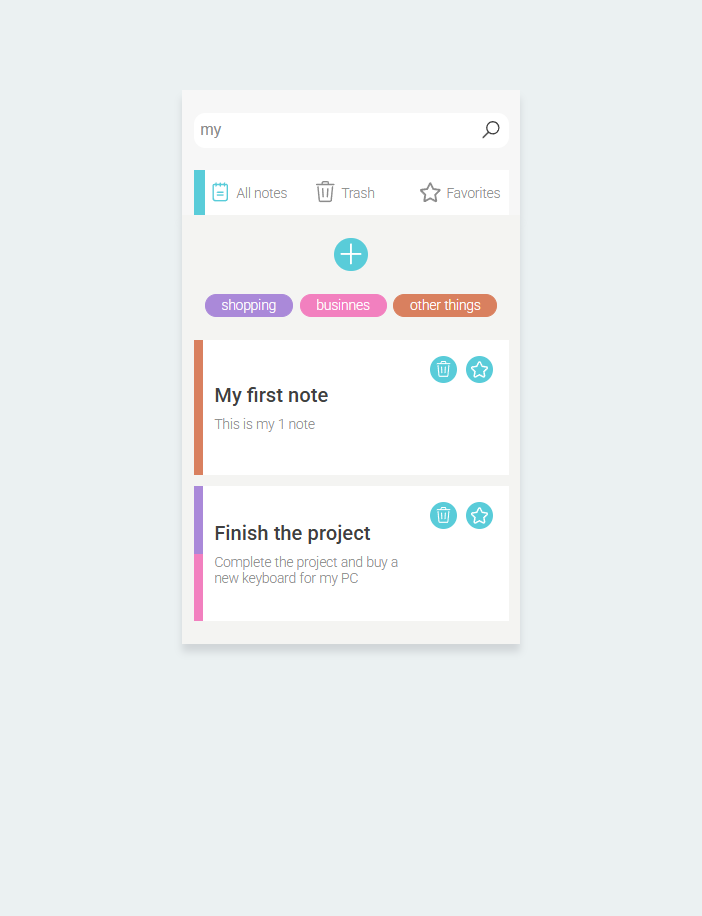 my
All notes Trash Favorites
shopping businnes other things
My first note
This is my 1 note
Finish the project
Complete the project and buy a
new keyboard for my PC